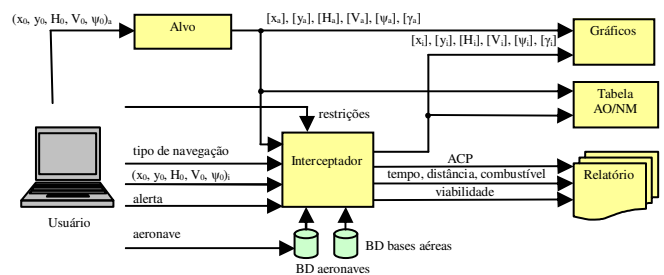 (x₀, y₀, H₀, V₀, ψ₀)ₐ
Alvo
[xₐ], [yₐ], [Hₐ], [Vₐ], [ψₐ], [γₐ]
[xᵢ], [yᵢ], [Hᵢ], [Vᵢ], [ψᵢ], [γᵢ]
Gráficos
Tabela
AO/NM
restrições
tipo de navegação
Interceptador
(x₀, y₀, H₀, V₀, ψ₀)ᵢ
alerta
ACP
tempo, distância, combustível
viabilidade
Relatório
Usuário
aeronave
BD bases aéreas
BD aeronaves